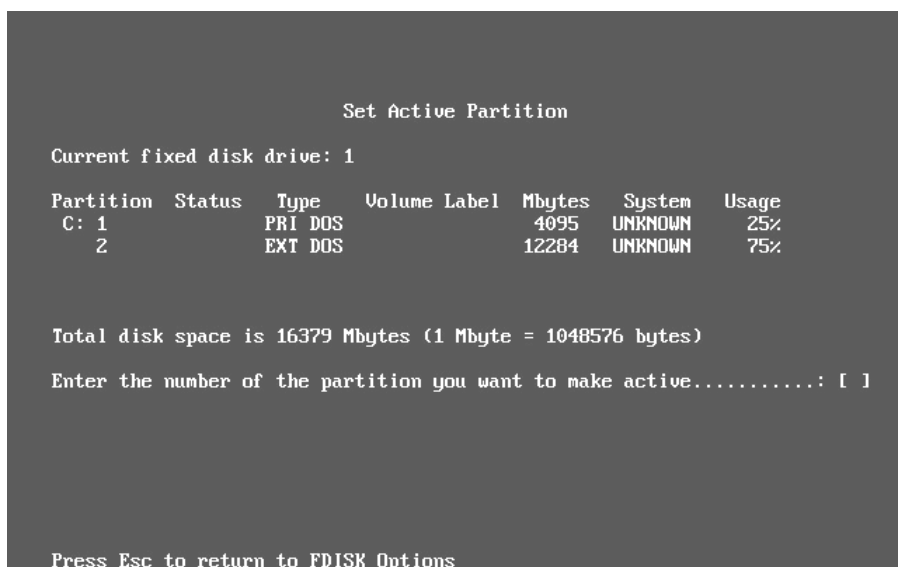 Set Active Partition
Current fixed disk drive: 1
Partition  Status   Type    Volume Label  Mbytes   System   Usage
C: 1              PRI DOS                 4095   UNKNOWN    25%
2              EXT DOS                12284   UNKNOWN    75%
Total disk space is 16379 Mbytes (1 Mbyte = 1048576 bytes)
Enter the number of the partition you want to make active...........: [ ]
Press Esc to return to FDISK Options